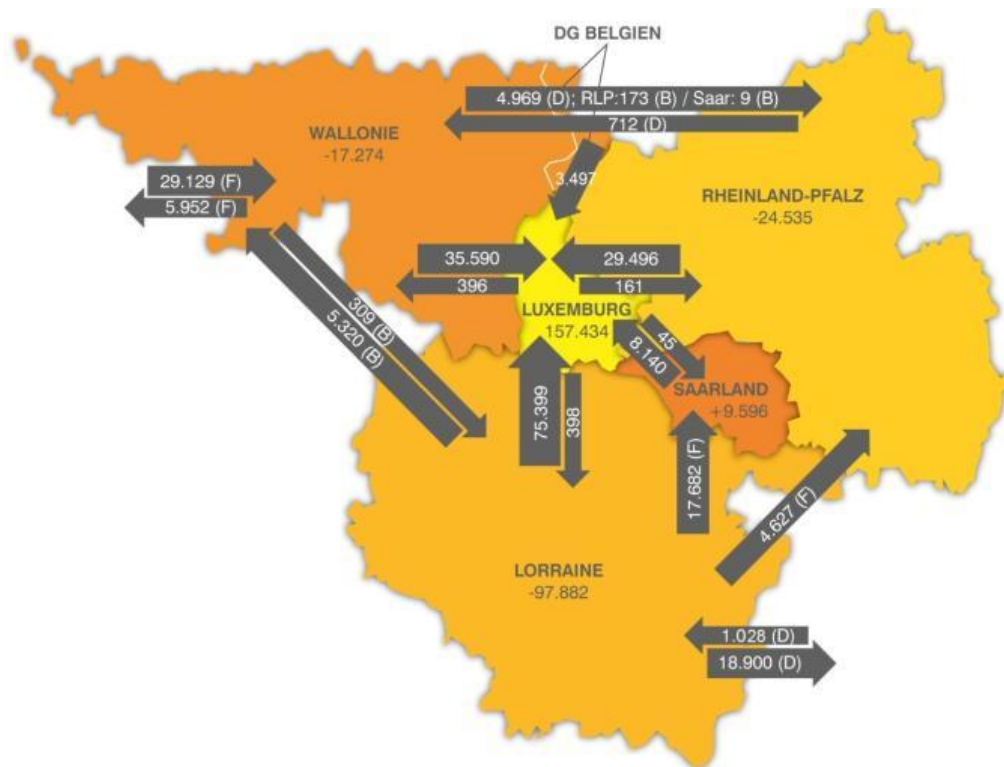 DG BELGIEN
4.969 (D); RLP:173 (B) / Saar: 9 (B)
712 (D)
WALLONIE
-17.274
3.497
29.129 (F)
5.952 (F)
RHEINLAND-PFALZ
-24.535
35.590
29.496
396
161
LUXEMBURG
157.434
309 (B)
5.320 (B)
45
8.140
SAARLAND
+9.596
75.399
398
17.682 (F)
4.627 (F)
LORRAINE
-97.882
1.028 (D)
18.900 (D)